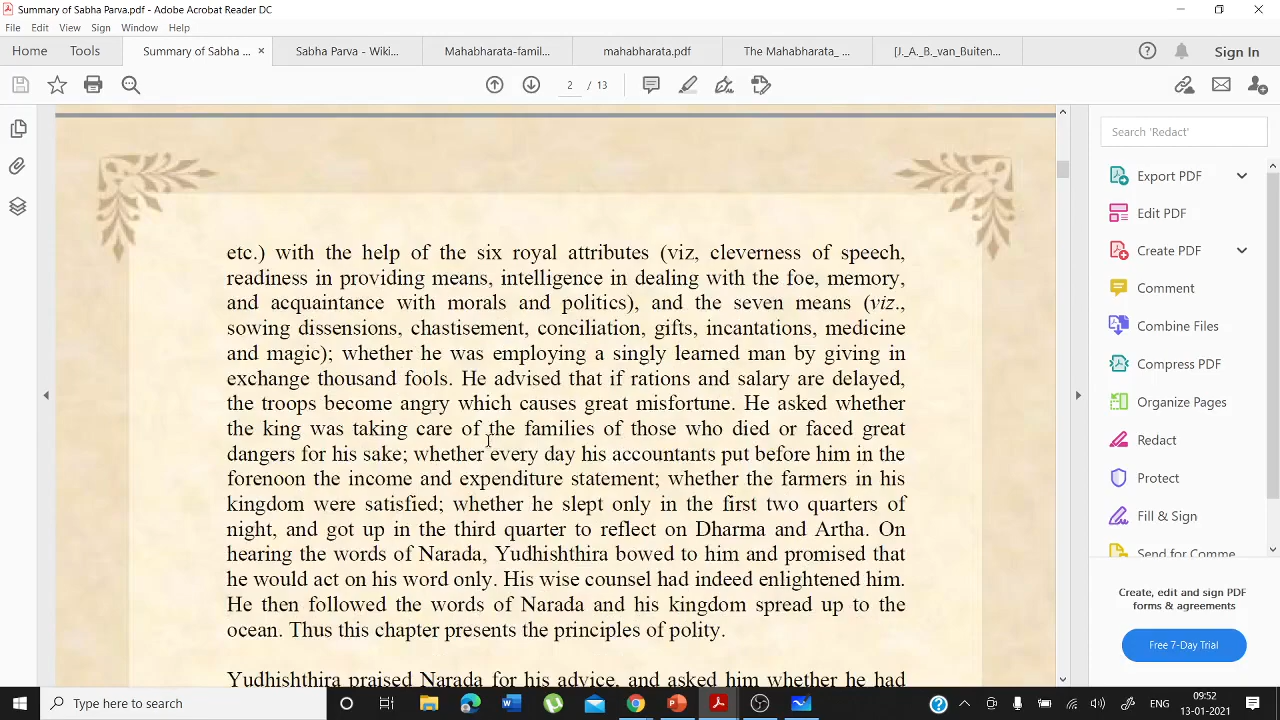 Summary of Sabha Parva.pdf - Adobe Acrobat Reader DC
File Edit View Sign Window Help
Home Tools Summary of Sabha ... × Sabha Parva - Wiki... Mahabharata-famil... mahabharata.pdf The Mahabharata_ ... [J._A._B._van_Buiten... Sign In
2 / 13
Search 'Redact'
Export PDF
Edit PDF
Create PDF
Comment
Combine Files
Compress PDF
Organize Pages
Redact
Protect
Fill & Sign
Send for Comme
Create, edit and sign PDF
forms & agreements
Free 7-Day Trial
etc.) with the help of the six royal attributes (viz, cleverness of speech,
readiness in providing means, intelligence in dealing with the foe, memory,
and acquaintance with morals and politics), and the seven means (viz.,
sowing dissensions, chastisement, conciliation, gifts, incantations, medicine
and magic); whether he was employing a singly learned man by giving in
exchange thousand fools. He advised that if rations and salary are delayed,
the troops become angry which causes great misfortune. He asked whether
the king was taking care of the families of those who died or faced great
dangers for his sake; whether every day his accountants put before him in the
forenoon the income and expenditure statement; whether the farmers in his
kingdom were satisfied; whether he slept only in the first two quarters of
night, and got up in the third quarter to reflect on Dharma and Artha. On
hearing the words of Narada, Yudhishthira bowed to him and promised that
he would act on his word only. His wise counsel had indeed enlightened him.
He then followed the words of Narada and his kingdom spread up to the
ocean. Thus this chapter presents the principles of polity.
Yudhishthira praised Narada for his advice, and asked him whether he had
Type here to search
ENG
09:52
13-01-2021